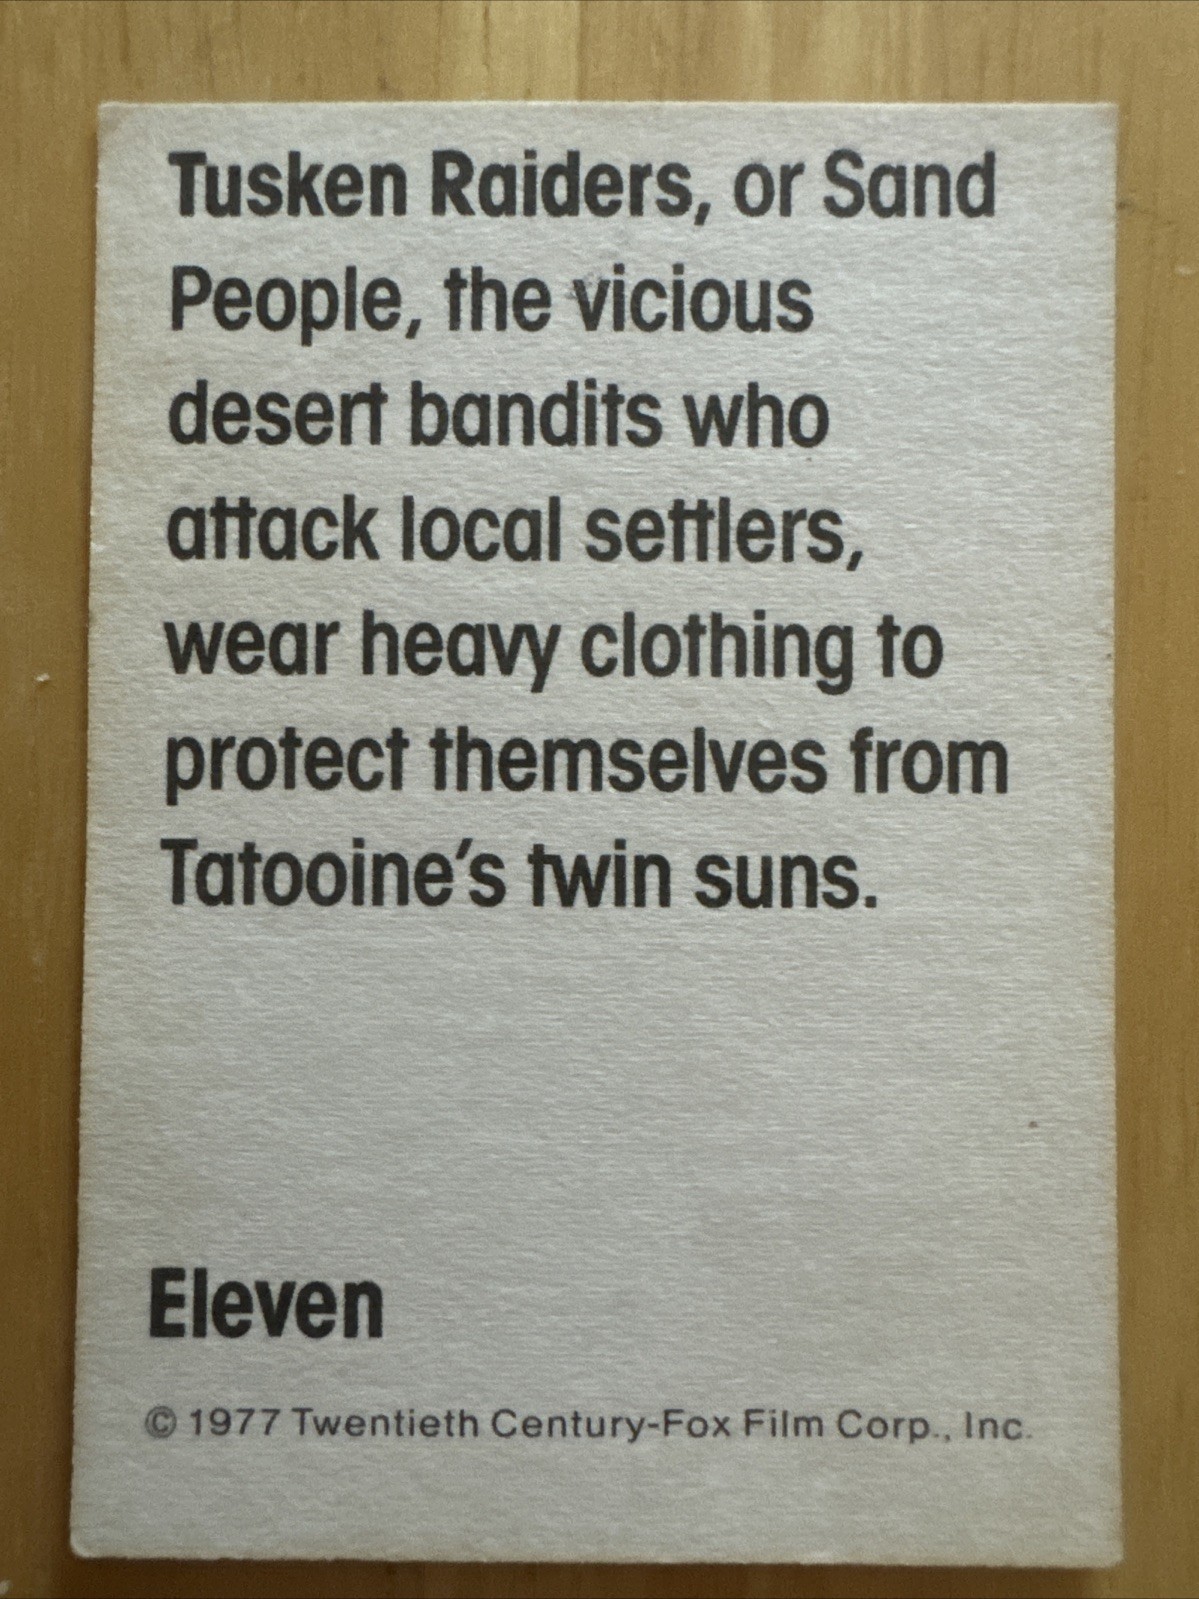 Tusken Raiders, or Sand
People, the vicious
desert bandits who
attack local settlers,
wear heavy clothing to
protect themselves from
Tatooine's twin suns.
Eleven
© 1977 Twentieth Century-Fox Film Corp., Inc.